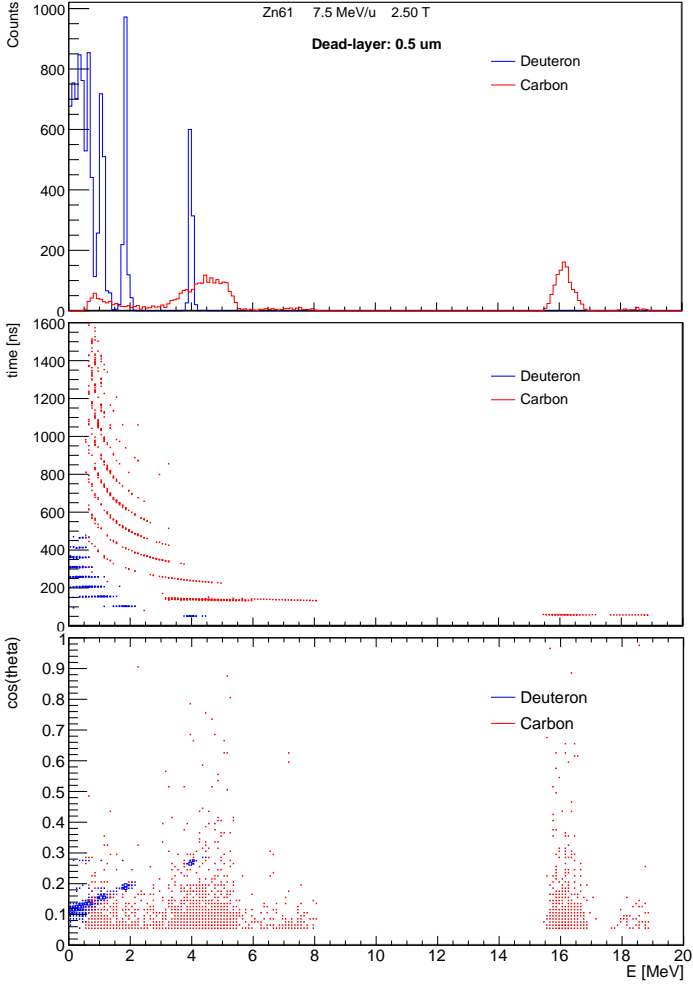 Zn61 7.5 MeV/u 2.50 T
Dead-layer: 0.5 um
Counts
1000
800
600
400
200
0
Deuteron
Carbon
time [ns]
1600
1400
1200
1000
800
600
400
200
0
Deuteron
Carbon
cos(theta)
1
0.9
0.8
0.7
0.6
0.5
0.4
0.3
0.2
0.1
0
Deuteron
Carbon
0 2 4 6 8 10 12 14 16 18 20
E [MeV]